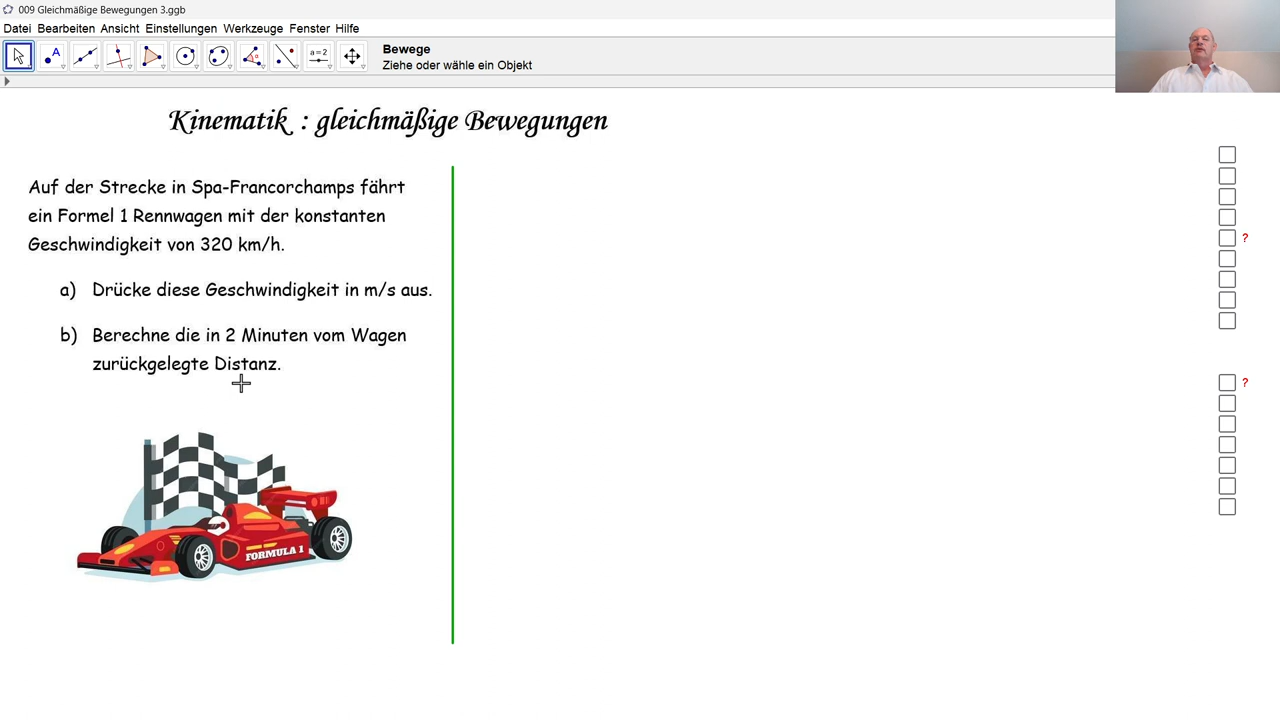 009 Gleichmäßige Bewegungen 3.ggb
Datei Bearbeiten Ansicht Einstellungen Werkzeuge Fenster Hilfe
A
a=2
Bewege
Ziehe oder wähle ein Objekt
Kinematik : gleichmäßige Bewegungen
Auf der Strecke in Spa-Francorchamps fährt
ein Formel 1 Rennwagen mit der konstanten
Geschwindigkeit von 320 km/h.
a) Drücke diese Geschwindigkeit in m/s aus.
b) Berechne die in 2 Minuten vom Wagen
zurückgelegte Distanz.
FORMULA 1
?
?